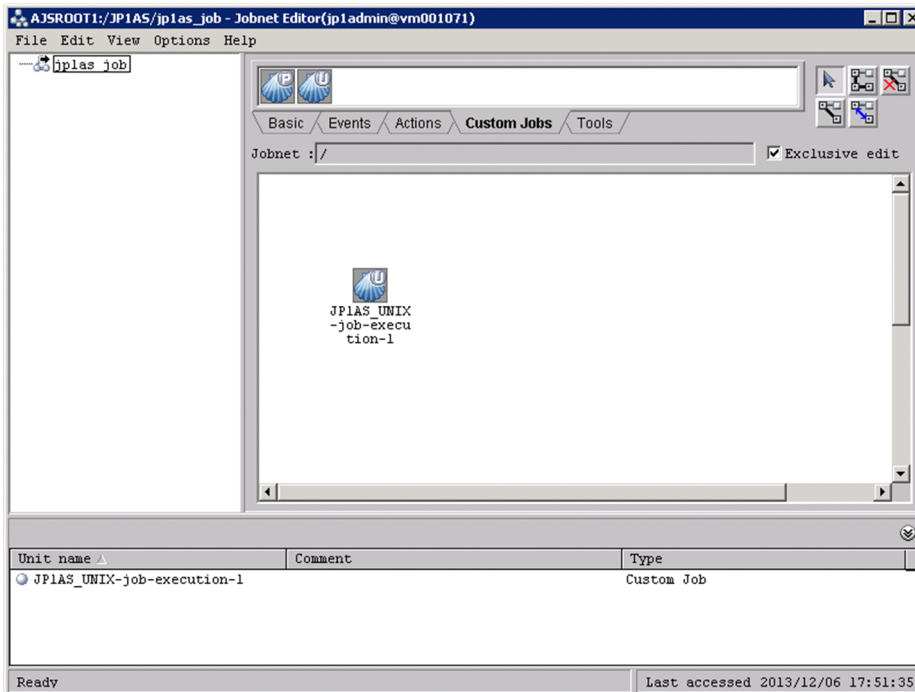 AJSROOT1:/JP1AS/jp1as_job - Jobnet Editor(jp1admin@vm001071)
File Edit View Options Help
jp1as_job
P U
Basic Events Actions Custom Jobs Tools
Jobnet : / Exclusive edit
U
JP1AS_UNIX
-job-execu
tion-1
Unit name Comment Type
JP1AS_UNIX-job-execution-1 Custom Job
Ready Last accessed 2013/12/06 17:51:35